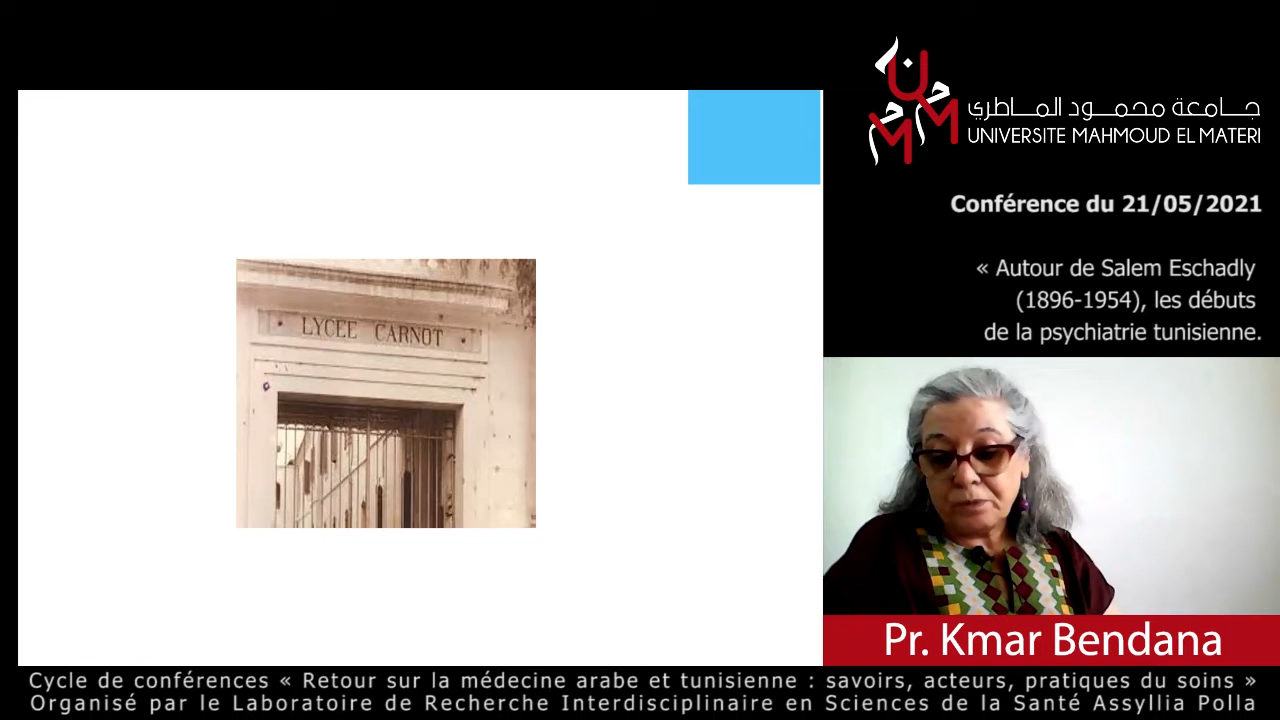 LYCEE CARNOT
جامعة محمود الماطري
UNIVERSITE MAHMOUD EL MATERI
Conférence du 21/05/2021
« Autour de Salem Eschadly
(1896-1954), les débuts
de la psychiatrie tunisienne.
Pr. Kmar Bendana
Cycle de conférences « Retour sur la médecine arabe et tunisienne : savoirs, acteurs, pratiques du soins »
Organisé par le Laboratoire de Recherche Interdisciplinaire en Sciences de la Santé Assyllia Polla